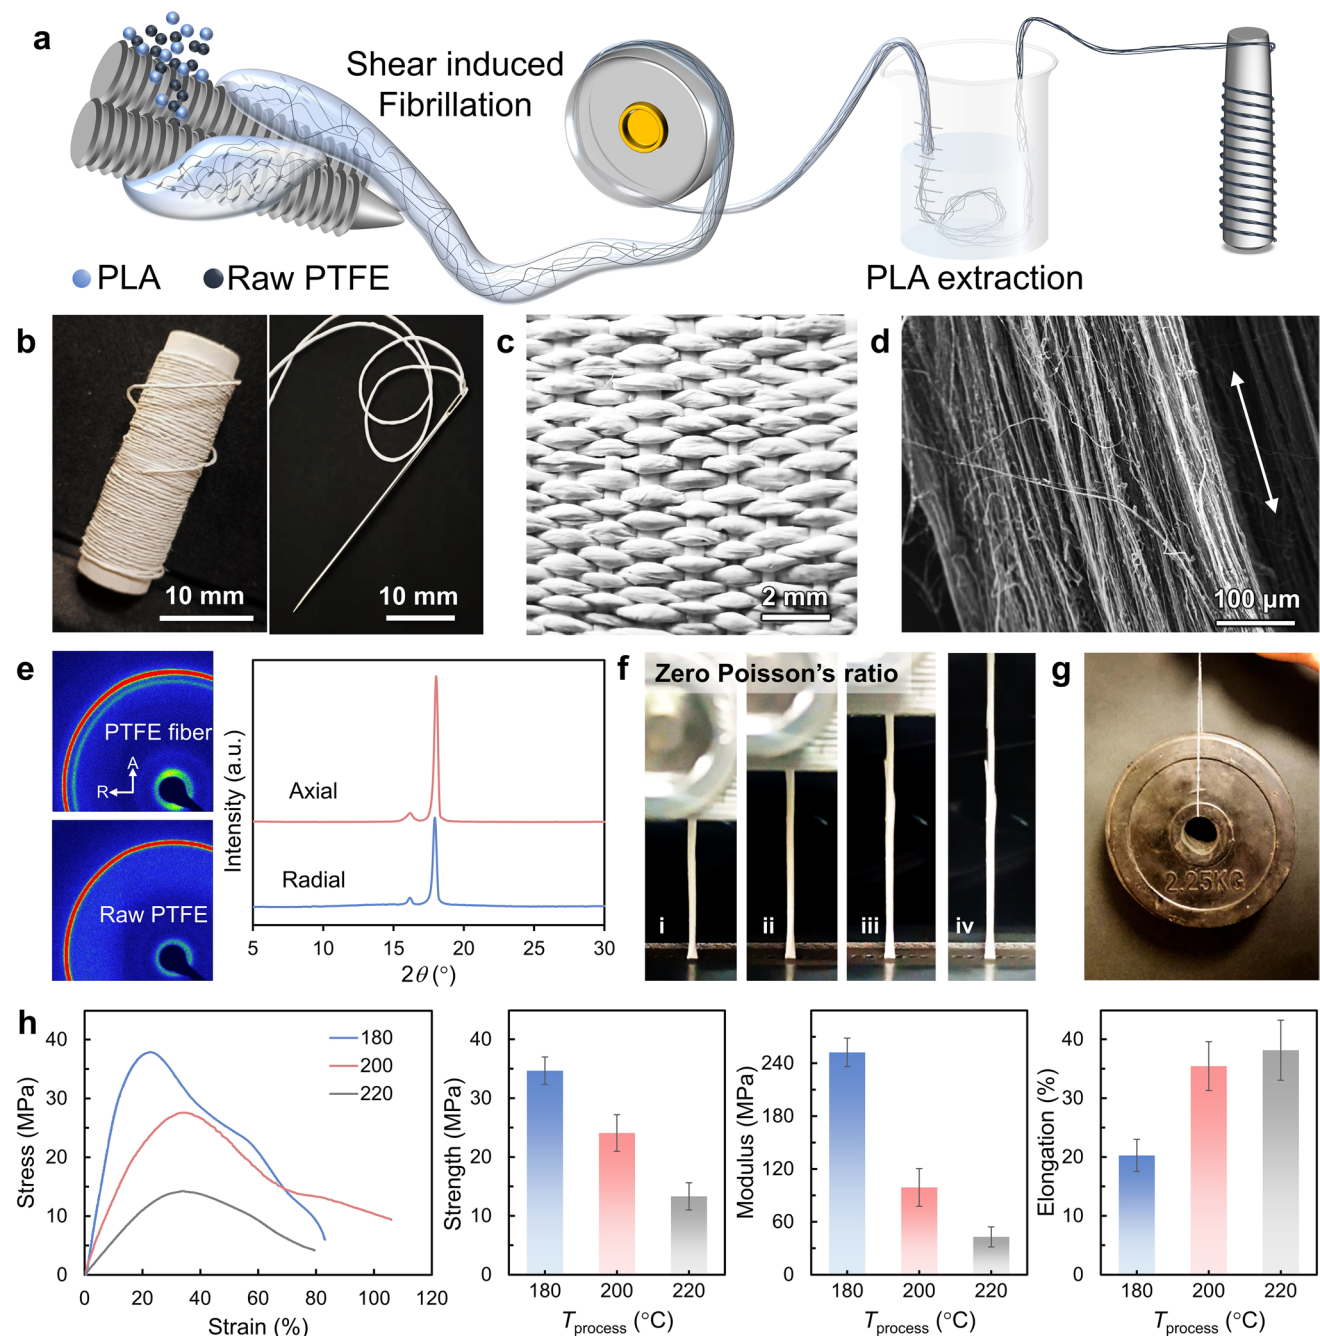 a
Shear induced
Fibrillation
PLA
Raw PTFE
PLA extraction
b
10 mm
10 mm
c
2 mm
d
100 μm
e
PTFE fiber
A
R
Raw PTFE
Intensity (a.u.)
Axial
Radial
5 10 15 20 25 30
2θ (°)
f
Zero Poisson's ratio
i
ii
iii
iv
g
2.25KG
h
Stress (MPa)
40
30
20
10
0
180
200
220
0 20 40 60 80 100 120
Strain (%)
Strength (MPa)
40
30
20
10
0
180 200 220
Tprocess (°C)
Modulus (MPa)
240
180
120
60
0
180 200 220
Tprocess (°C)
Elongation (%)
40
30
20
10
0
180 200 220
Tprocess (°C)